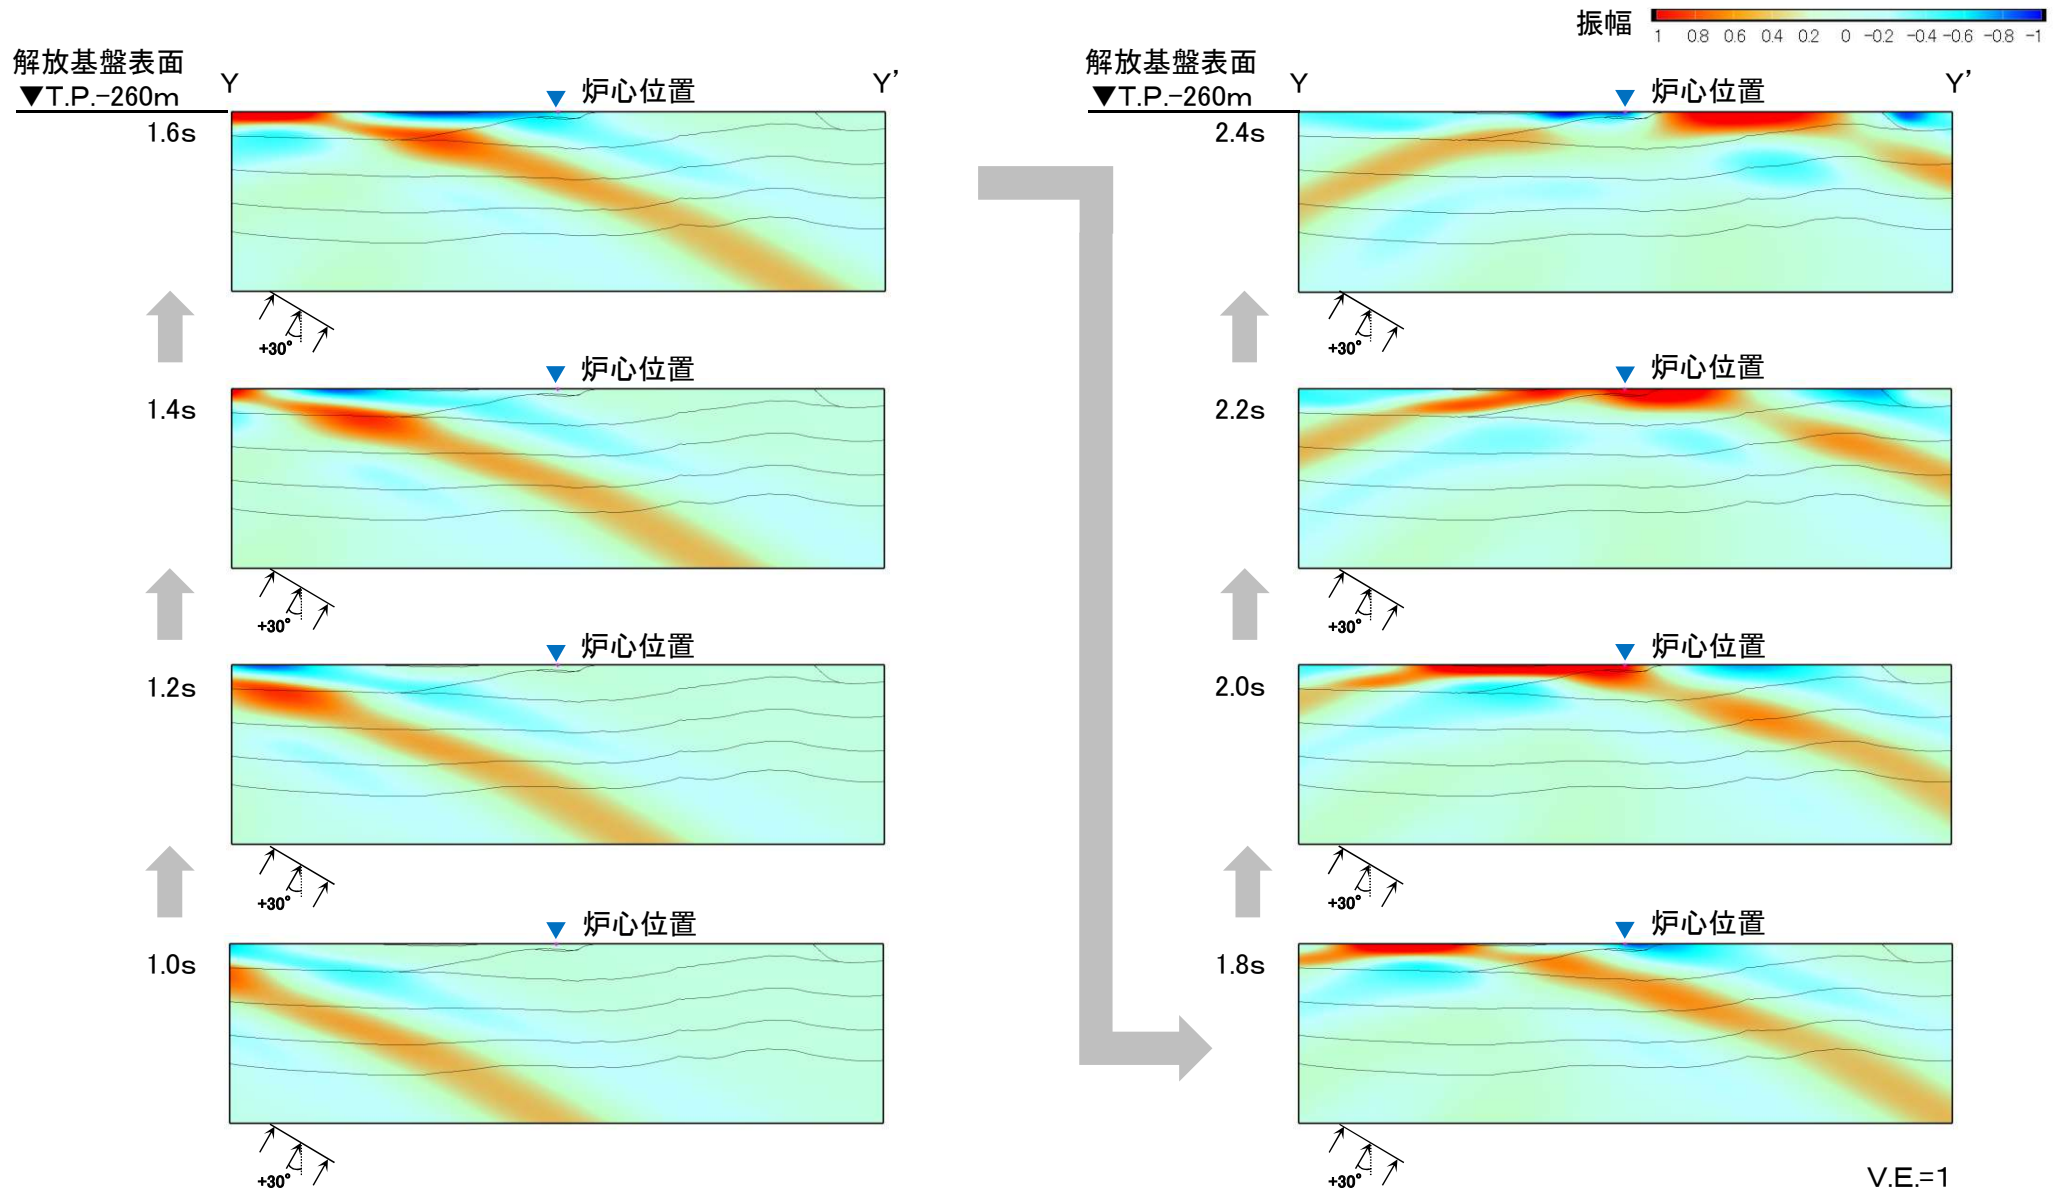 振幅
1 0.8 0.6 0.4 0.2 0 -0.2 -0.4 -0.6 -0.8 -1
解放基盤表面
▼T.P.-260m
Y
炉心位置
Y'
1.6s
+30°
炉心位置
1.4s
+30°
炉心位置
1.2s
+30°
炉心位置
1.0s
+30°
解放基盤表面
▼T.P.-260m
Y
炉心位置
Y'
2.4s
+30°
炉心位置
2.2s
+30°
炉心位置
2.0s
+30°
炉心位置
1.8s
+30°
V.E.=1